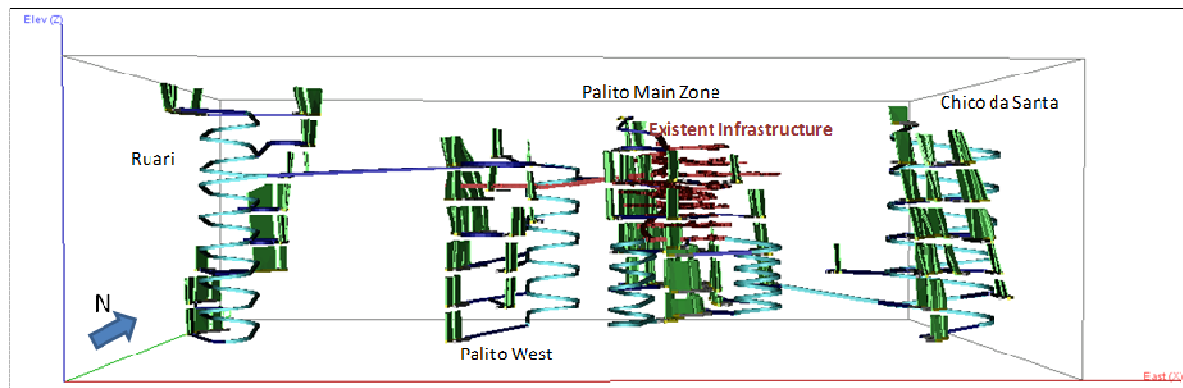 Elev (Z)
Palito Main Zone
Chico da Santa
Existent Infrastructure
Ruari
N
Palito West
East (X)